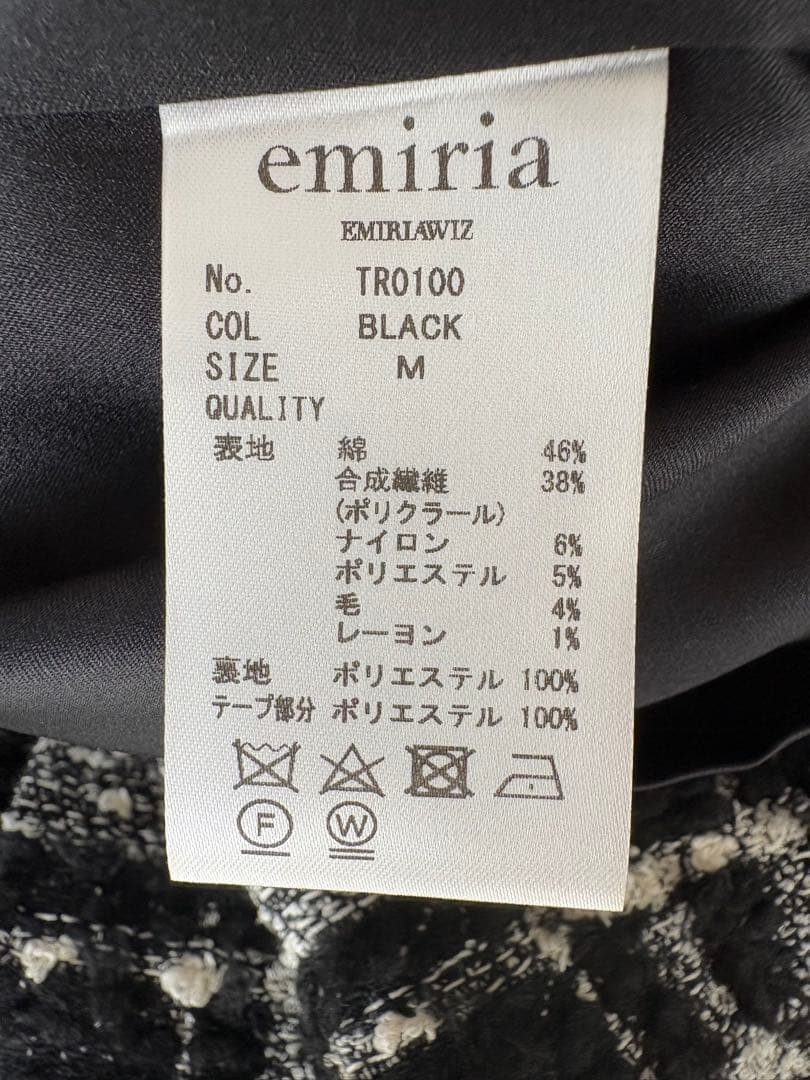 emiria
EMIRIAWIZ
No. TR0100
COL BLACK
SIZE M
QUALITY
表地 綿 46%
合成繊維 38%
(ポリクラール)
ナイロン 6%
ポリエステル 5%
毛 4%
レーヨン 1%
裏地 ポリエステル 100%
テープ部分 ポリエステル 100%
F W